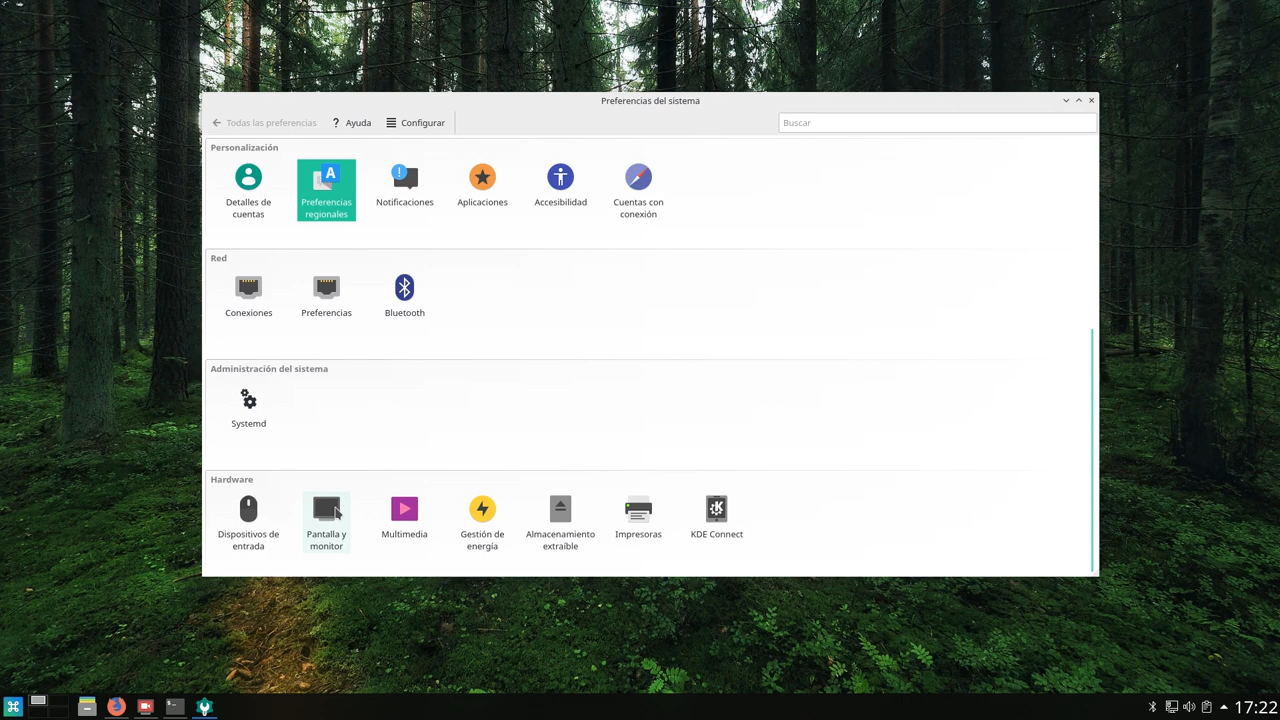 Preferencias del sistema
Todas las preferencias
Ayuda
Configurar
Buscar
Personalización
Detalles de
cuentas
Preferencias
regionales
Notificaciones
Aplicaciones
Accesibilidad
Cuentas con
conexión
Red
Conexiones
Preferencias
Bluetooth
Administración del sistema
Systemd
Hardware
Dispositivos de
entrada
Pantalla y
monitor
Multimedia
Gestión de
energía
Almacenamiento
extraíble
Impresoras
KDE Connect
17:22